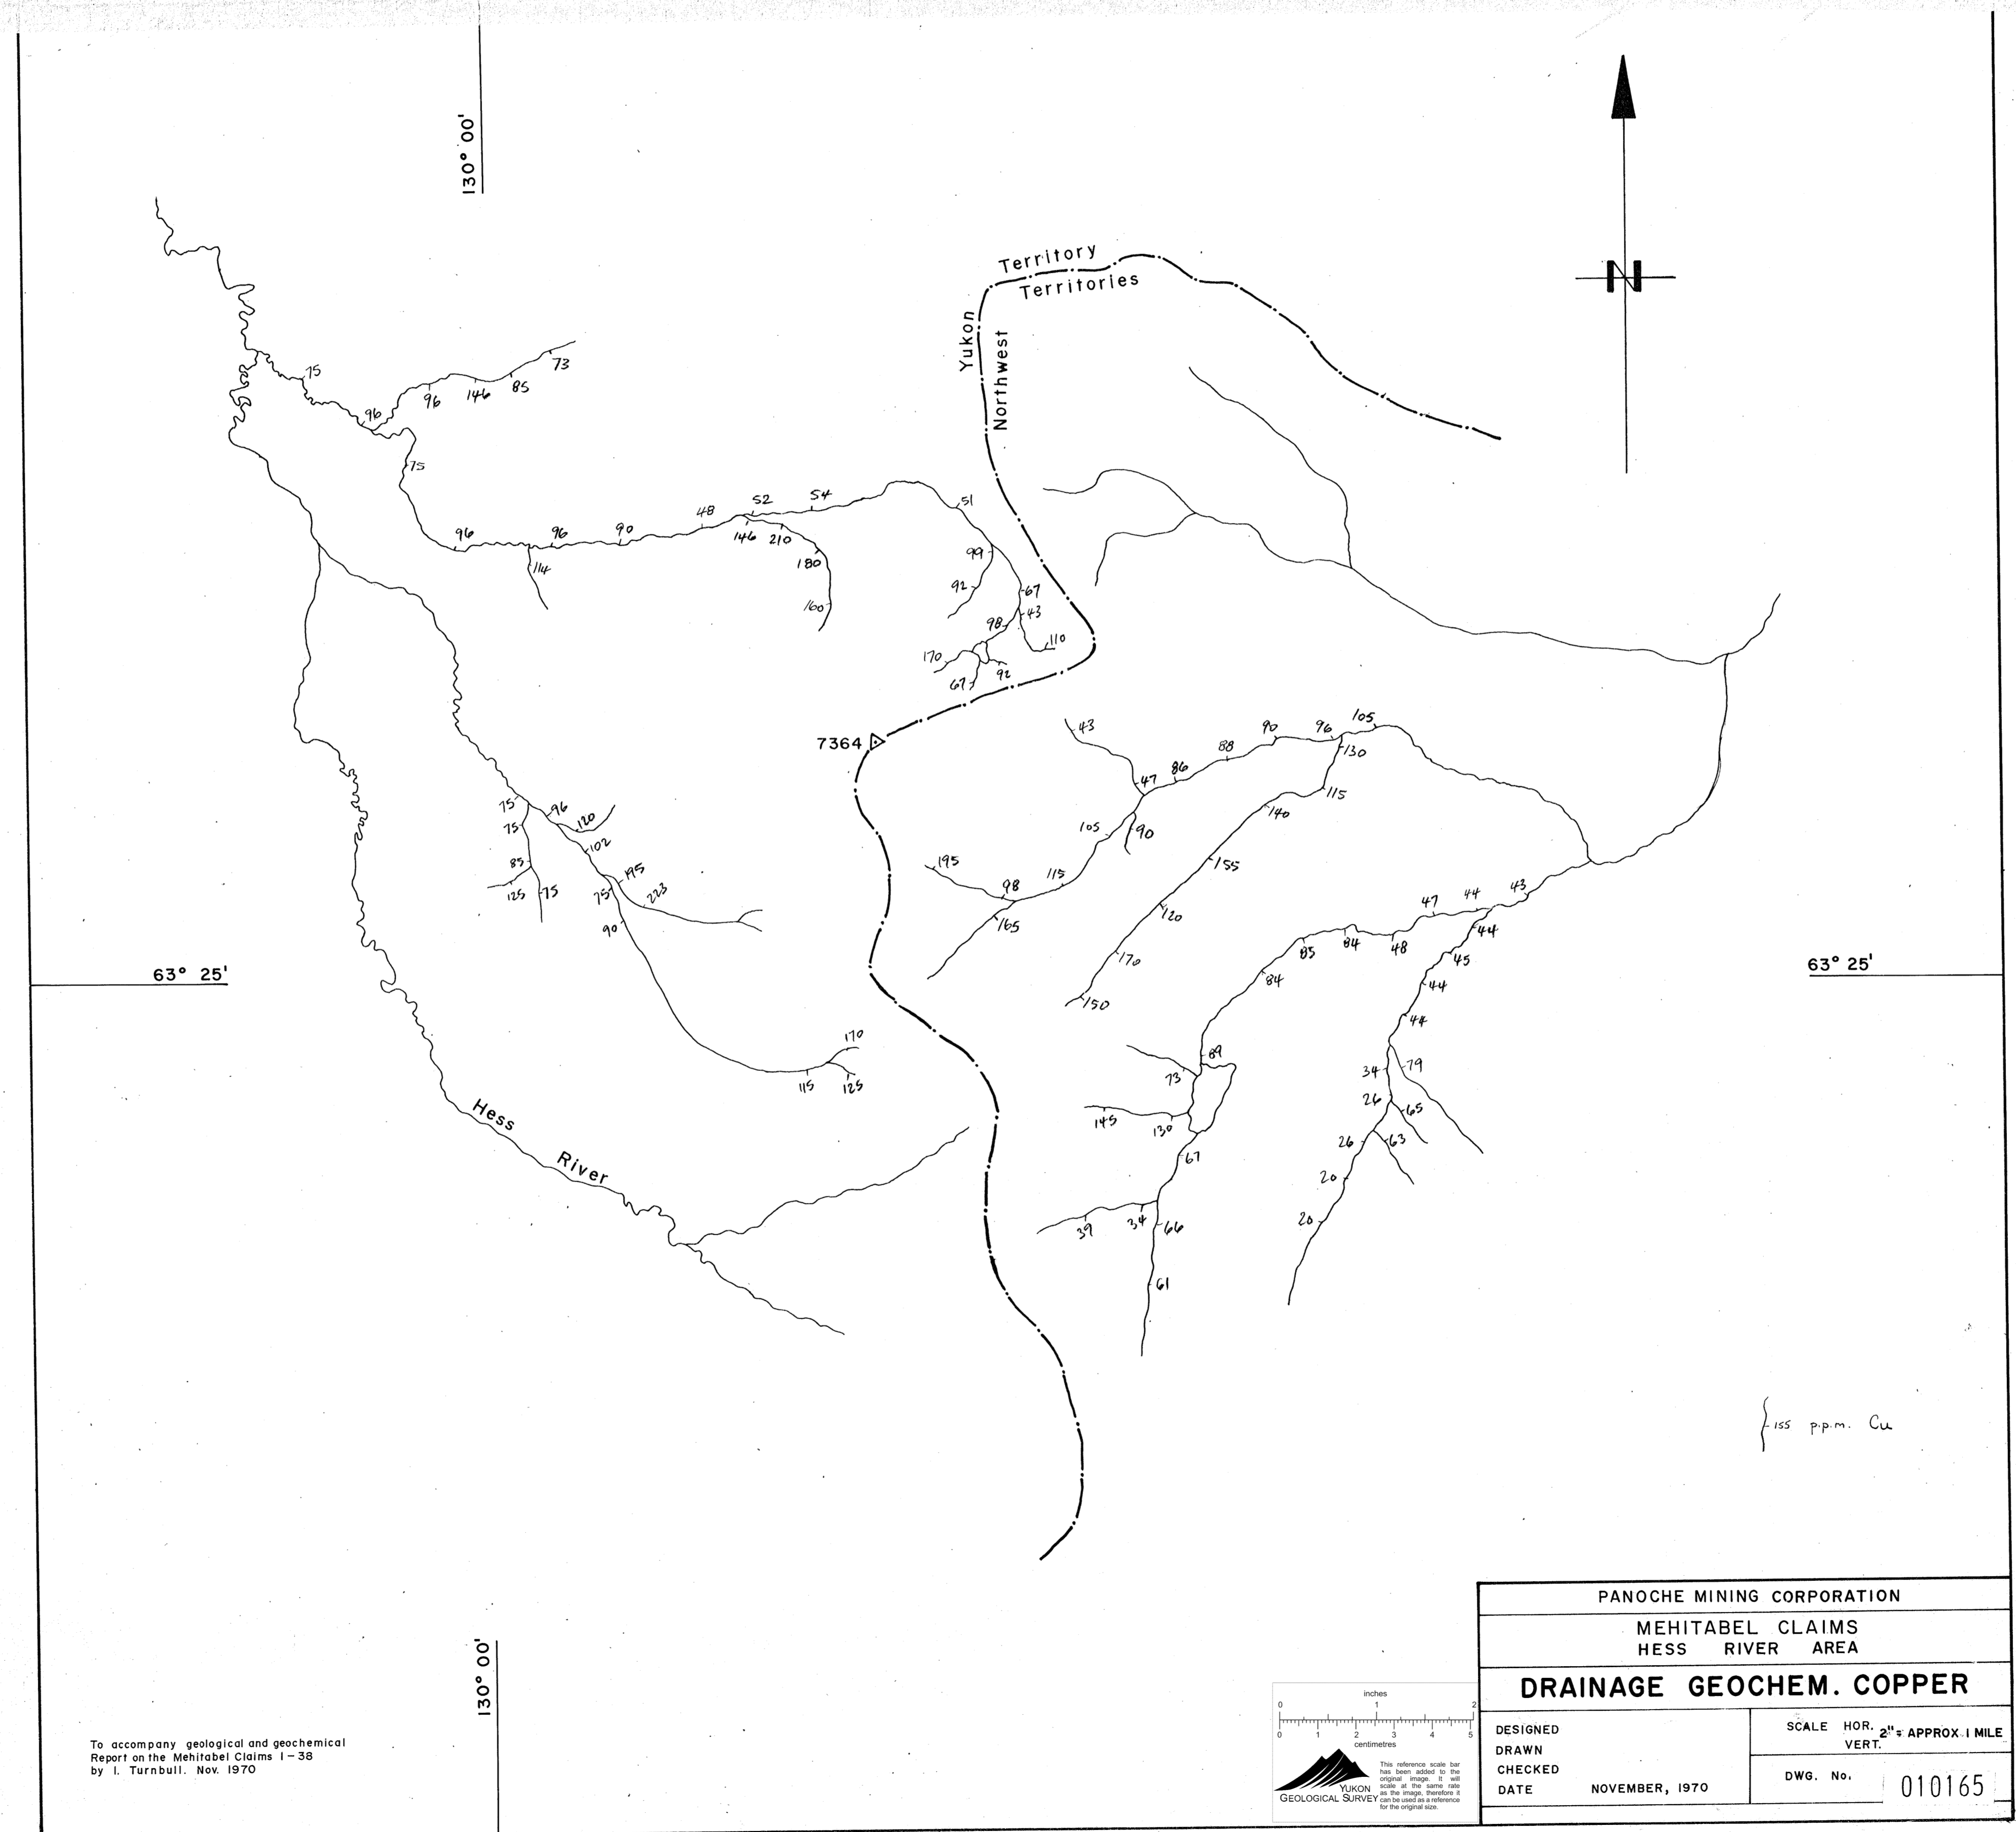 130° 00'
N
Territory
Territories
Yukon
Northwest
75
96
96
146
85
73
75
96
96
90
48
52
54
51
114
146
210
180
160
99
92
67
43
98
110
170
67
92
7364
43
47
86
88
90
96
105
130
115
140
155
120
170
150
105
90
195
98
115
165
75
96
120
75
102
85
125
75
195
75
223
90
170
115
125
63° 25'
63° 25'
47
44
43
85
84
48
84
44
45
44
44
89
73
145
130
67
34
79
26
65
26
63
20
20
39
34
66
61
Hess
River
155 p.p.m. Cu
130° 00'
To accompany geological and geochemical
Report on the Mehitabel Claims 1-38
by I. Turnbull. Nov. 1970
inches
0 1 2
0 1 2 3 4 5
centimetres
YUKON
GEOLOGICAL SURVEY
This reference scale bar
has been added to the
original image. It will
scale at the same rate
as the image, therefore it
can be used as a reference
for the original size.
PANOCHE MINING CORPORATION
MEHITABEL CLAIMS
HESS RIVER AREA
DRAINAGE GEOCHEM. COPPER
DESIGNED
DRAWN
CHECKED
DATE NOVEMBER, 1970
SCALE HOR. 2"= APPROX 1 MILE
VERT.
DWG. No. 010165